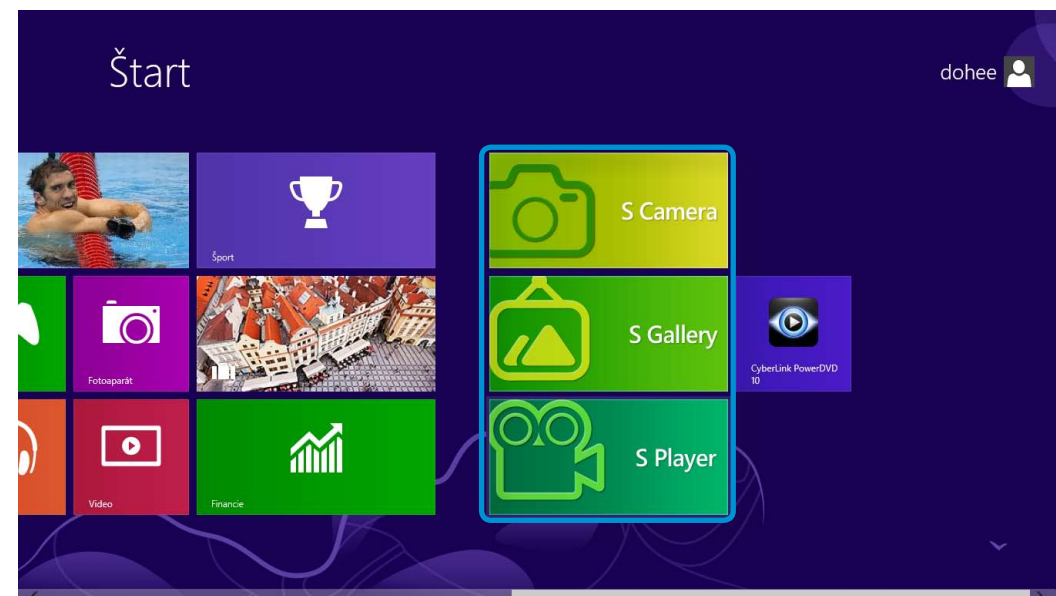 Štart
dohee
Šport
S Camera
Fotoaparát
S Gallery
CyberLink PowerDVD
10
Video
Financie
S Player